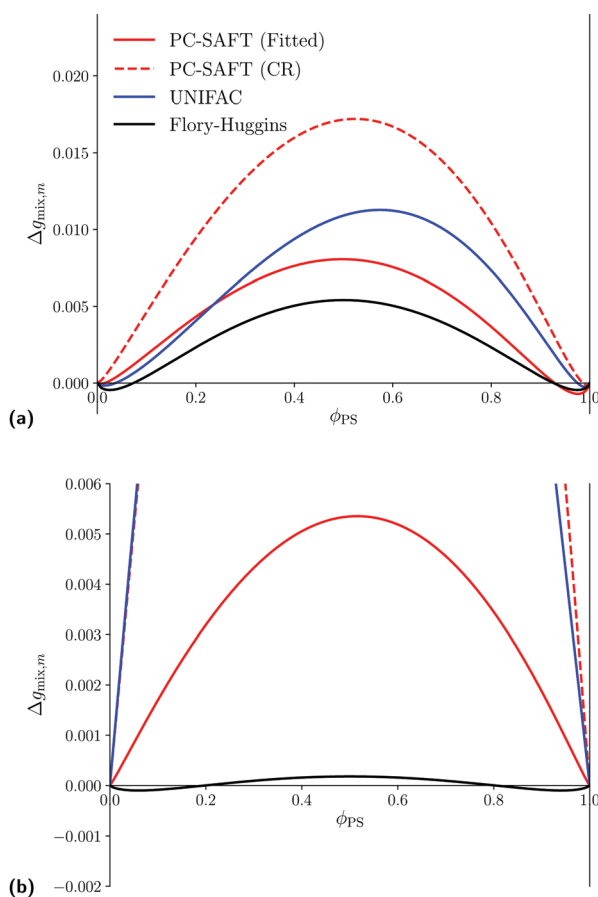 PC-SAFT (Fitted)
PC-SAFT (CR)
UNIFAC
Flory-Huggins
0.020
0.015
0.010
0.005
0.000
Δg_mix,m
0.0
0.2
0.4
0.6
0.8
1.0
ϕ_PS
(a)
0.006
0.005
0.004
0.003
0.002
0.001
0.000
−0.001
−0.002
Δg_mix,m
0.0
0.2
0.4
0.6
0.8
1.0
ϕ_PS
(b)